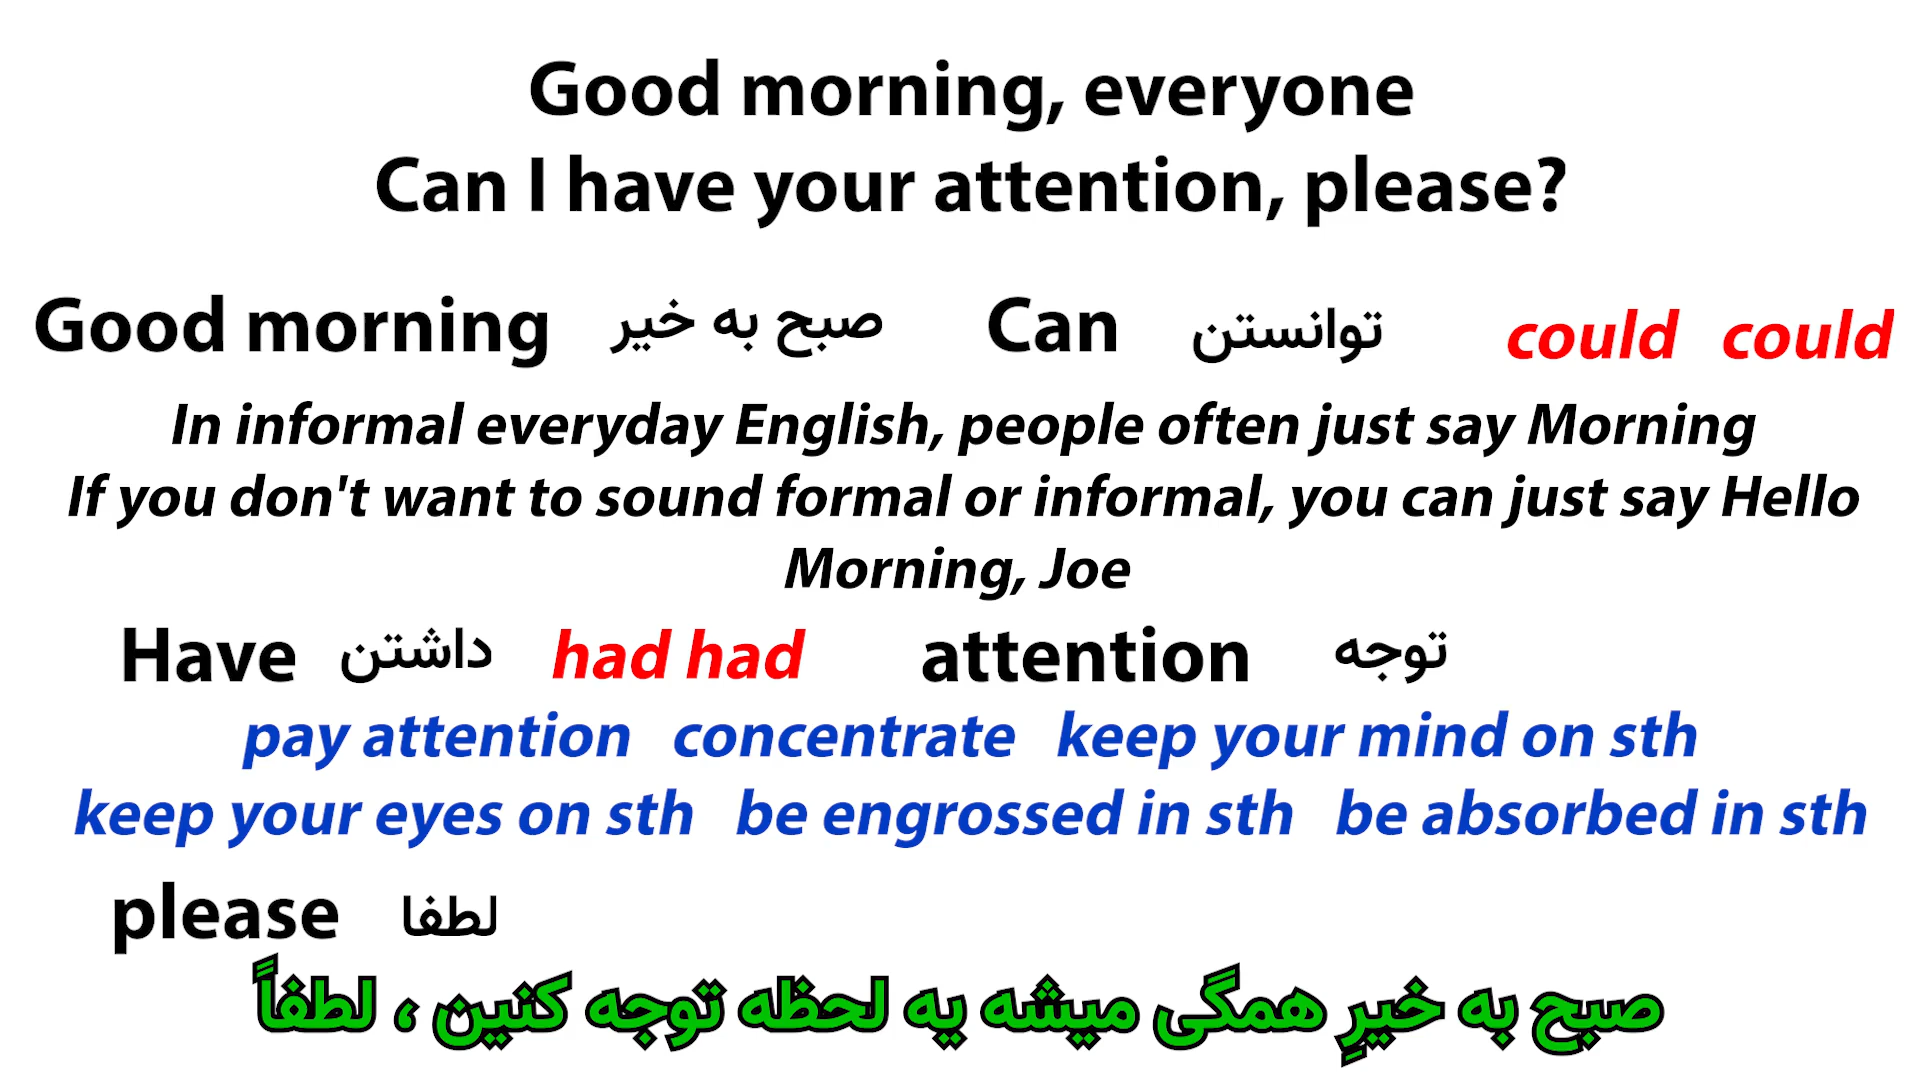 Good morning, everyone
Can I have your attention, please?
Good morning صبح به خیر Can توانستن could could
In informal everyday English, people often just say Morning
If you don't want to sound formal or informal, you can just say Hello
Morning, Joe
Have داشتن had had attention توجه
pay attention concentrate keep your mind on sth
keep your eyes on sth be engrossed in sth be absorbed in sth
please لطفا
صبح به خیرِ همگی میشه یه لحظه توجه کنین ، لطفاً